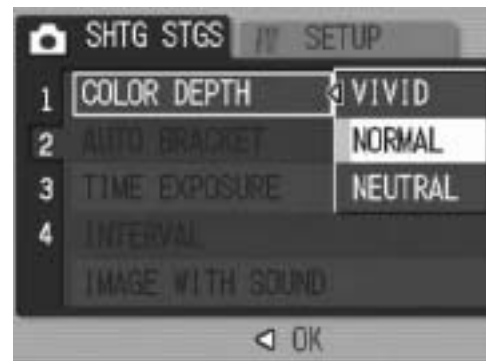 SHTG STGS SETUP
1 COLOR DEPTH VIVID
2 AUTO BRACKET NORMAL
3 TIME EXPOSURE NEUTRAL
4 INTERVAL
IMAGE WITH SOUND
OK